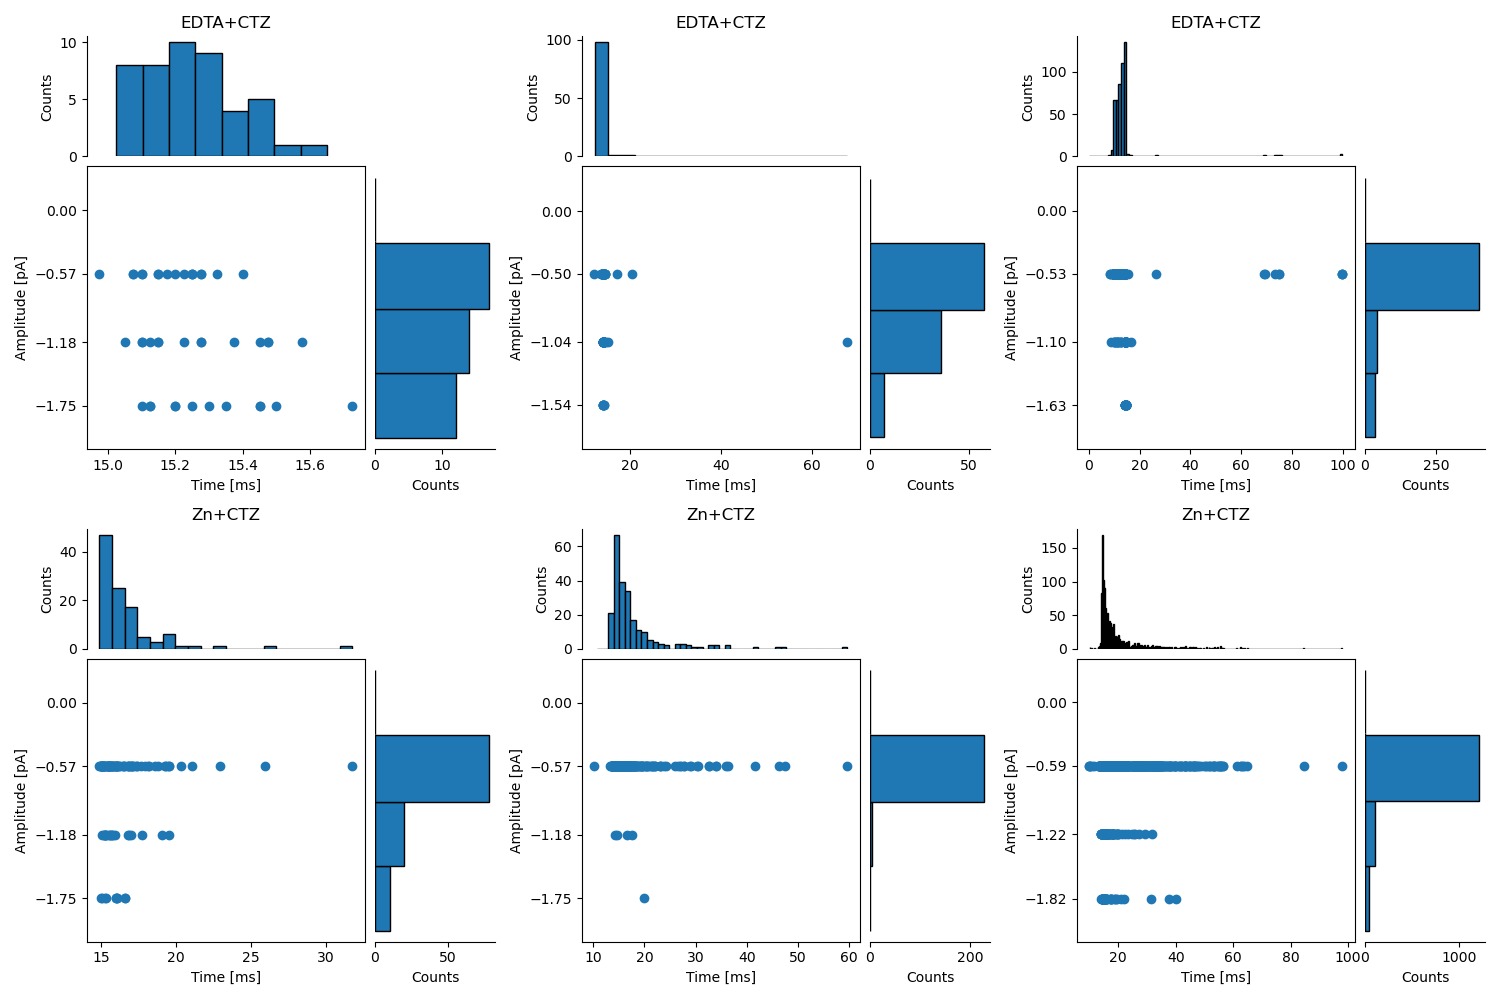 EDTA+CTZ
EDTA+CTZ
EDTA+CTZ
Counts
10
5
0
Counts
100
50
0
Counts
100
50
0
Amplitude [pA]
0.00
−0.57
−1.18
−1.75
15.0 15.2 15.4 15.6
Time [ms]
0 10
Counts
Amplitude [pA]
0.00
−0.50
−1.04
−1.54
20 40 60
Time [ms]
0 50
Counts
Amplitude [pA]
0.00
−0.53
−1.10
−1.63
0 20 40 60 80 100
Time [ms]
0 250
Counts
Zn+CTZ
Zn+CTZ
Zn+CTZ
Counts
40
20
0
Counts
60
40
20
0
Counts
150
100
50
0
Amplitude [pA]
0.00
−0.57
−1.18
−1.75
15 20 25 30
Time [ms]
0 50
Counts
Amplitude [pA]
0.00
−0.57
−1.18
−1.75
10 20 30 40 50 60
Time [ms]
0 200
Counts
Amplitude [pA]
0.00
−0.59
−1.22
−1.82
20 40 60 80 100
Time [ms]
0 1000
Counts